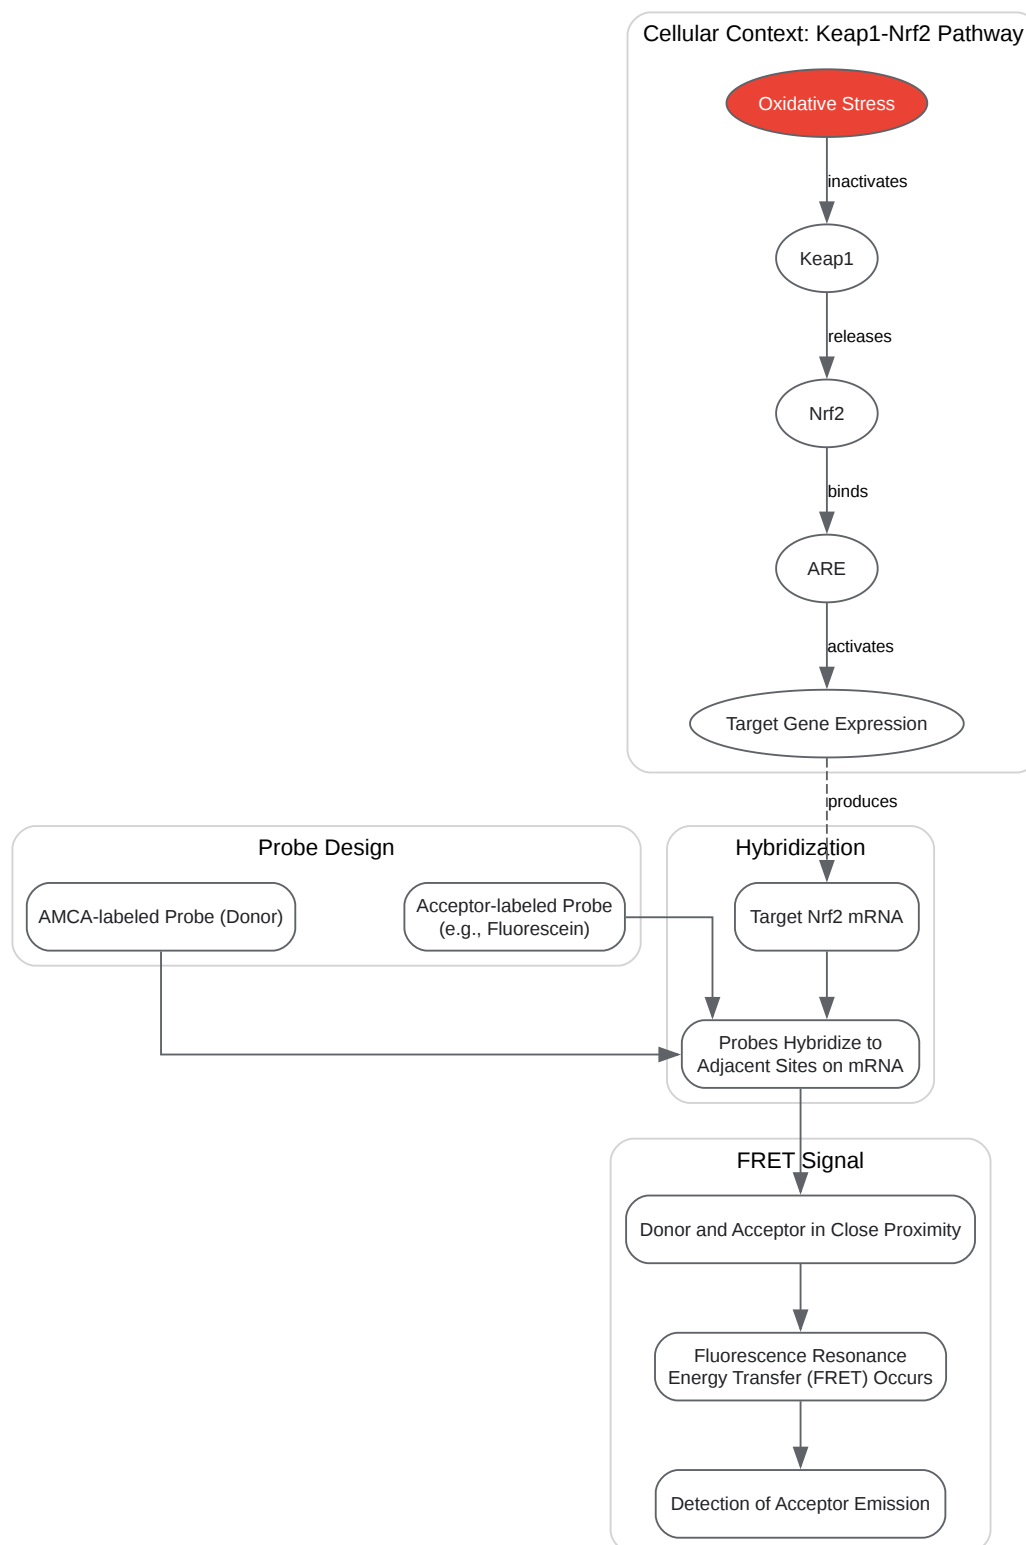 Cellular Context: Keap1-Nrf2 Pathway
Oxidative Stress
inactivates
Keap1
releases
Nrf2
binds
ARE
activates
Target Gene Expression
produces
Probe Design
AMCA-labeled Probe (Donor)
Acceptor-labeled Probe
(e.g., Fluorescein)
Hybridization
Target Nrf2 mRNA
Probes Hybridize to
Adjacent Sites on mRNA
FRET Signal
Donor and Acceptor in Close Proximity
Fluorescence Resonance
Energy Transfer (FRET) Occurs
Detection of Acceptor Emission